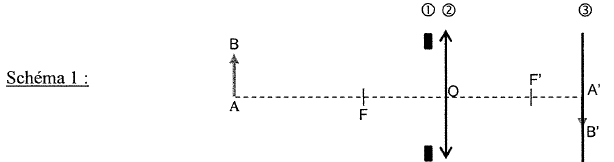 ① ② ③
B
Schéma 1 :
A F O F' A'
B'